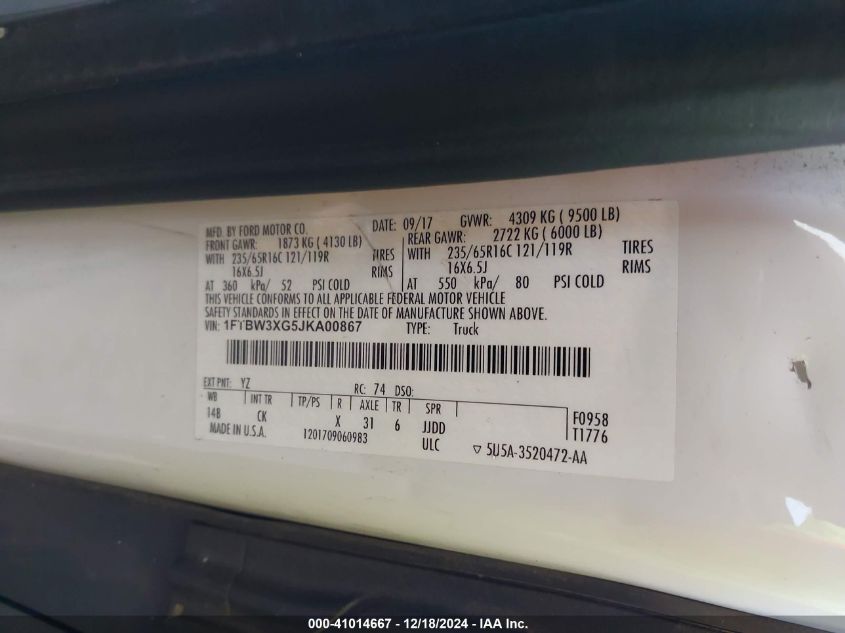 MFD. BY FORD MOTOR CO. DATE: 09/17 GVWR: 4309 KG ( 9500 LB)
FRONT GAWR: 1873 KG ( 4130 LB) REAR GAWR: 2722 KG ( 6000 LB)
WITH 235/65R16C 121/119R TIRES WITH 235/65R16C 121/119R TIRES
16X6.5J RIMS 16X6.5J RIMS
AT 360 kPa/ 52 PSI COLD AT 550 kPa/ 80 PSI COLD
THIS VEHICLE CONFORMS TO ALL APPLICABLE FEDERAL MOTOR VEHICLE
SAFETY STANDARDS IN EFFECT ON THE DATE OF MANUFACTURE SHOWN ABOVE.
VIN: 1FTBW3XG5JKA00867 TYPE: Truck
EXT PNT: YZ RC: 74 DSO:
WB INT TR TP/PS R AXLE TR SPR
148 CK X 31 6 JJDD F0958
MADE IN U.S.A. 1201709060983 ULC T1776
▽ 5U5A-3520472-AA
000-41014667 - 12/18/2024 - IAA Inc.